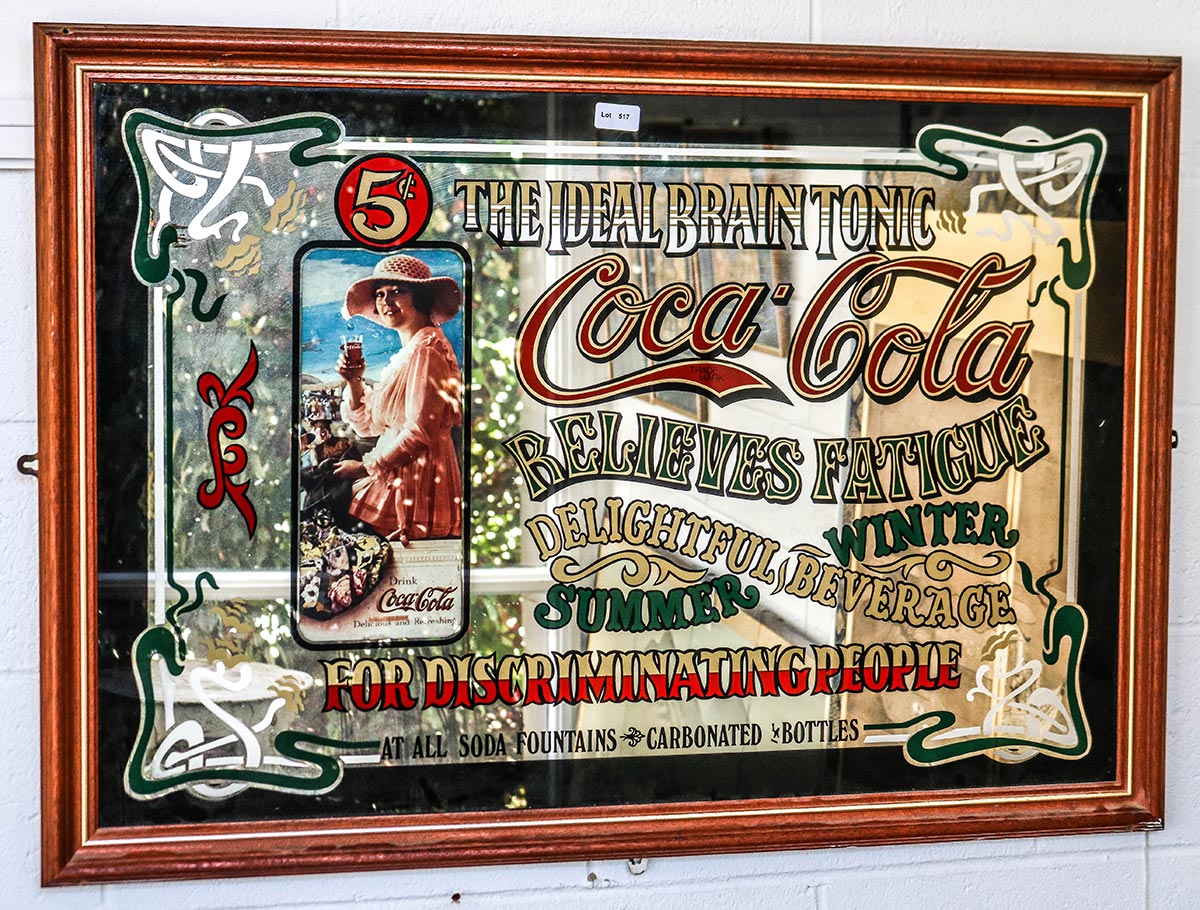 Lot 517
5¢
THE IDEAL BRAIN TONIC
Coca-Cola
TRADE MARK
RELIEVES FATIGUE
DELIGHTFUL
SUMMER
WINTER
BEVERAGE
Drink
Coca-Cola
Delicious and Refreshing
FOR DISCRIMINATING PEOPLE
AT ALL SODA FOUNTAINS CARBONATED IN BOTTLES